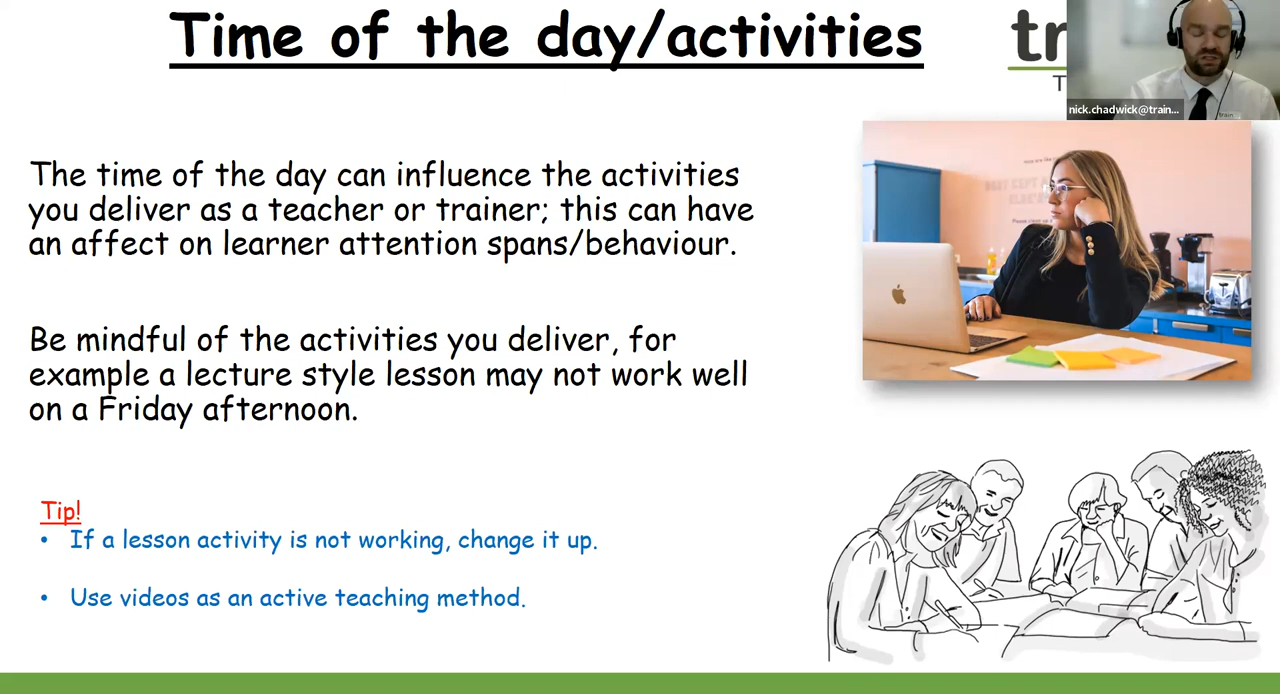 Time of the day/activities
tr
T
nick.chadwick@train...
train
The time of the day can influence the activities
you deliver as a teacher or trainer; this can have
an affect on learner attention spans/behaviour.
Be mindful of the activities you deliver, for
example a lecture style lesson may not work well
on a Friday afternoon.
Tip!
• If a lesson activity is not working, change it up.
• Use videos as an active teaching method.